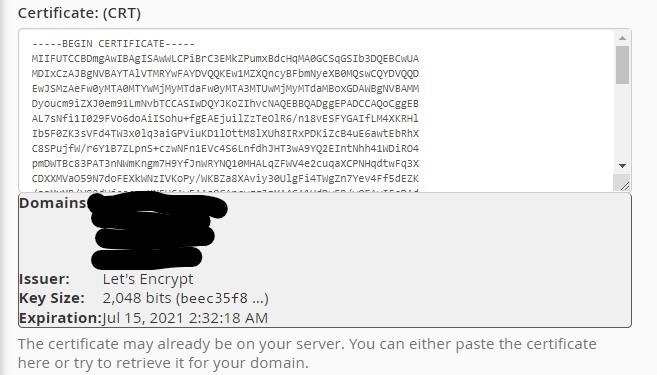 Certificate: (CRT)
-----BEGIN CERTIFICATE-----
MIIFUTCCBDmgAwIBAgISAwWLCPiBrC3EMkZPumxBdcHqMA0GCSqGSIb3DQEBCwUA
MDIxCzAJBgNVBAYTAlVTMRYwFAYDVQQKEw1MZXQncyBFbmNyeXB0MQswCQYDVQQD
EwJSMzAeFw0yMTA0MTYwMjMyMTdaFw0yMTA3MTUwMjMyMTdaMBoxGDAWBgNVBAMM
Dyoucm9iZXJ0em91LmNvbTCCASIwDQYJKoZIhvcNAQEBBQADggEPADCCAQoCggEB
AL7sNfi1I029FVo6doAiISohu+fgEAEjuilZzTeOlR6/n18vESFYGAIfLM4XKRHl
Ib5F0ZK3sVFd4TW3x0lq3aiGPViuKD1lOttM8lXUh8IRxPDKiZcB4uE6awtEbRhX
C8SPujfW/r6Y1B7ZLpnS+czwNFn1EVc4S6LnfdhJHT3wA9YQ2EIntNhh41WDiRO4
pmDWTBc83PAT3nNWmKngm7H9YfJnWRYNQ10MHALqZFWV4e2cuqaXCPNHqdtwFq3X
CDXXMVaO59N7doFEXkWNzIVKoPy/WKBZa8XAviy30UlgFi4TWgZn7Yev4Ff5dEZK
Domains
Issuer: Let's Encrypt
Key Size: 2,048 bits (beec35f8 ...)
Expiration: Jul 15, 2021 2:32:18 AM
The certificate may already be on your server. You can either paste the certificate
here or try to retrieve it for your domain.